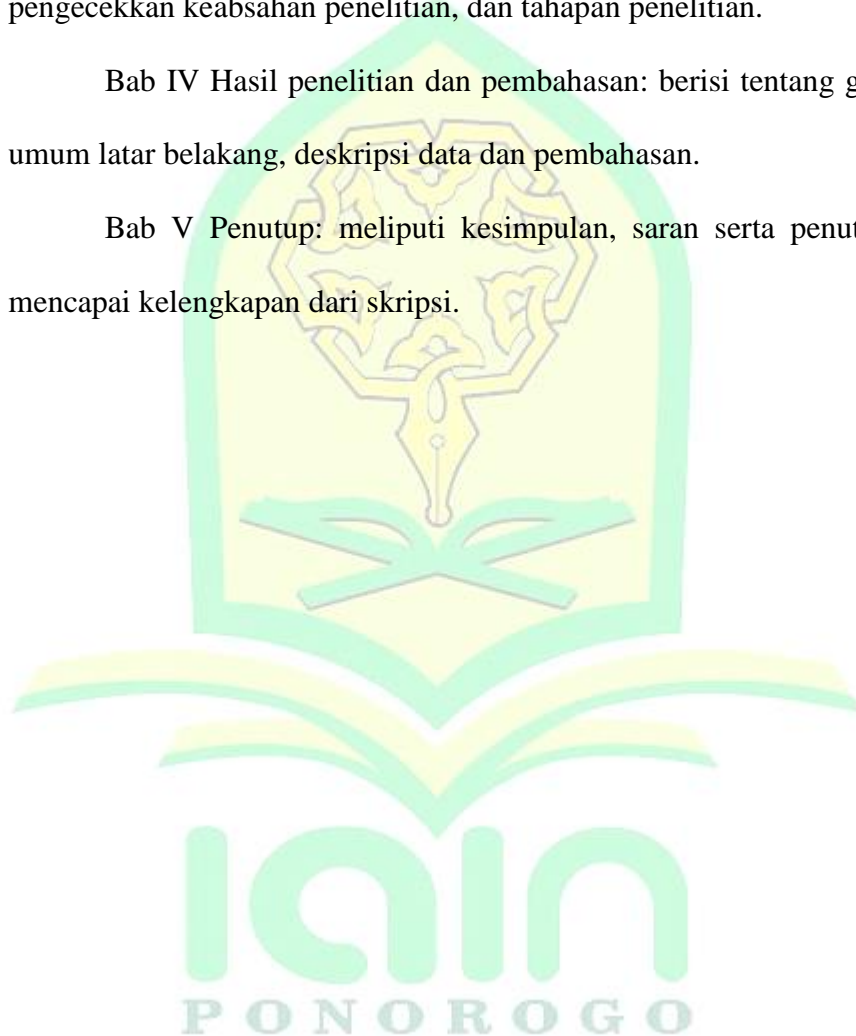 pengecekkan keabsahan penelitian, dan tahapan penelitian.
Bab IV Hasil penelitian dan pembahasan: berisi tentang g
umum latar belakang, deskripsi data dan pembahasan.
Bab V Penutup: meliputi kesimpulan, saran serta penut
mencapai kelengkapan dari skripsi.
iain
PONOROGO